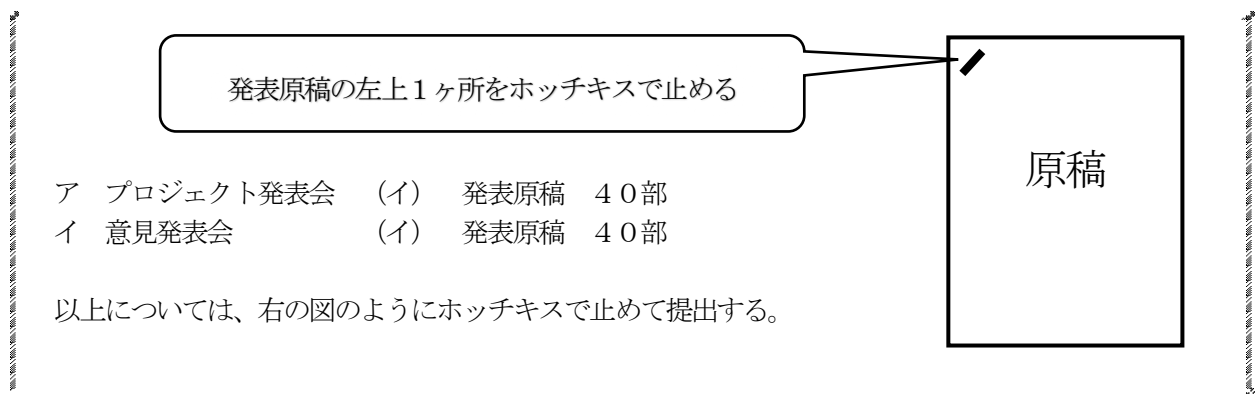 発表原稿の左上１ヶ所をホッチキスで止める
原稿
ア　プロジェクト発表会　（イ）　発表原稿　４０部
イ　意見発表会　　　　　（イ）　発表原稿　４０部
以上については、右の図のようにホッチキスで止めて提出する。